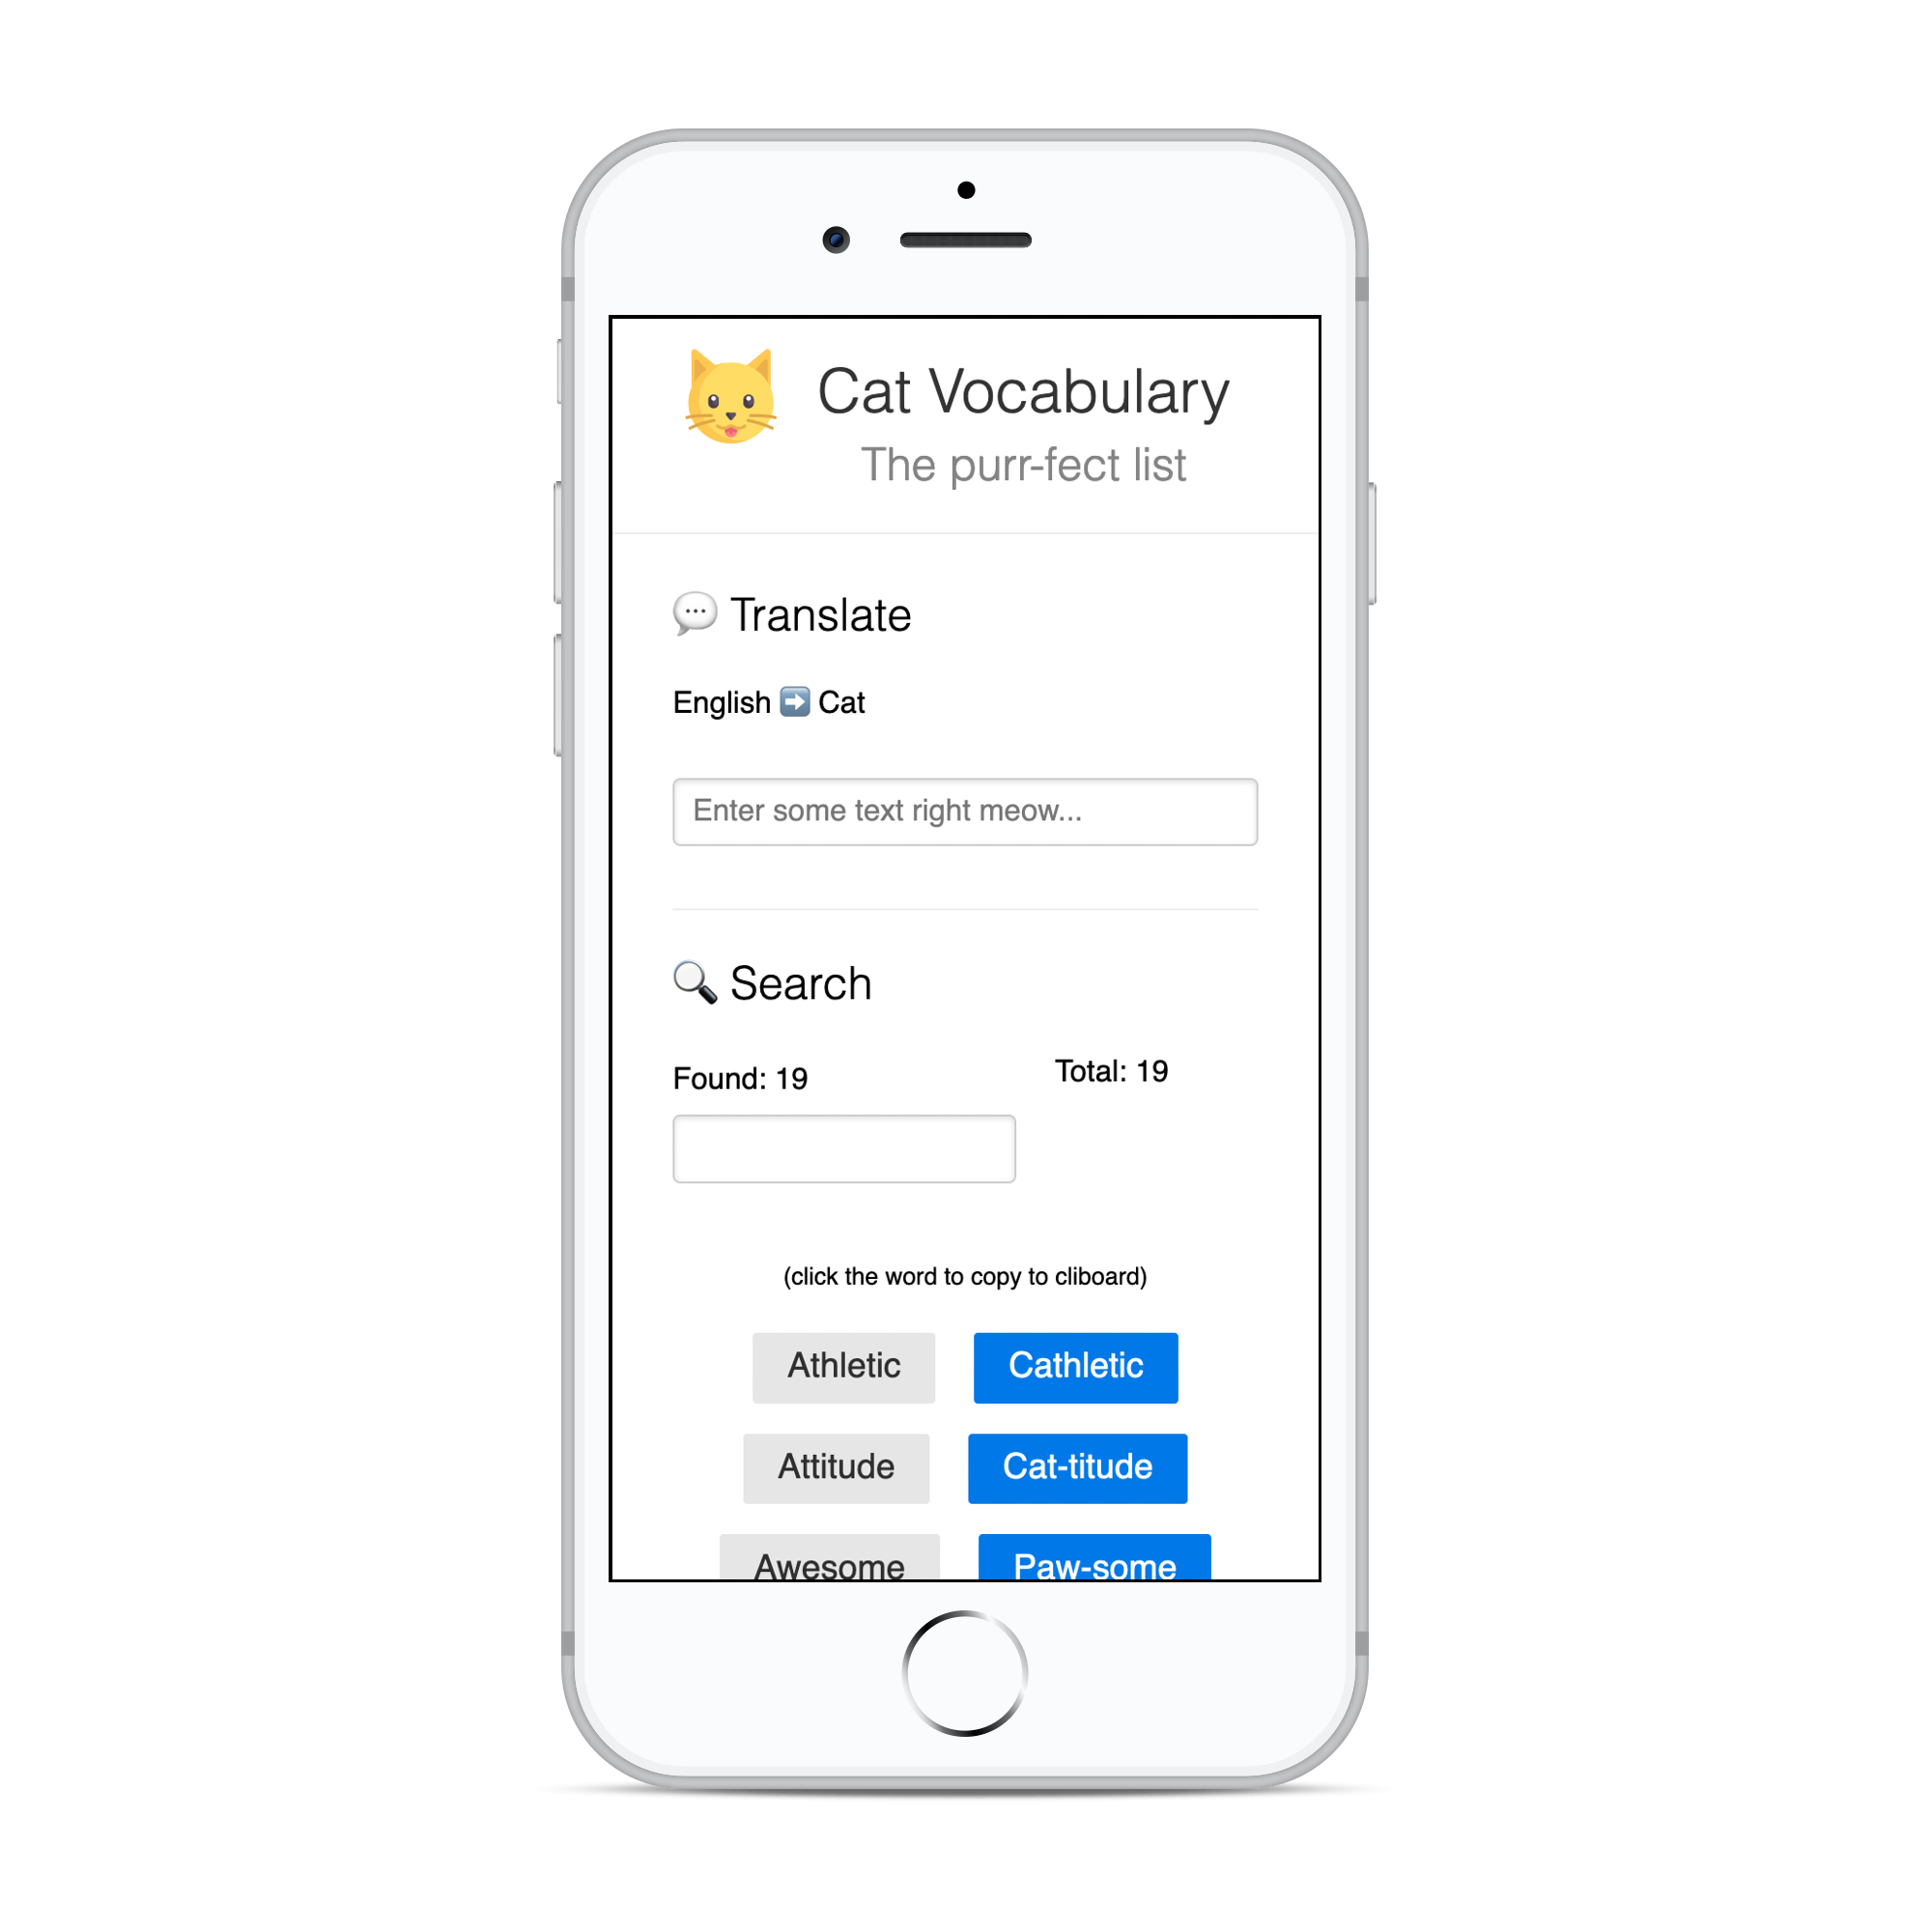 Cat Vocabulary
The purr-fect list
💬 Translate
English ➡️ Cat
Enter some text right meow...
🔍 Search
Found: 19
Total: 19
(click the word to copy to cliboard)
Athletic Cathletic
Attitude Cat-titude
Awesome Paw-some